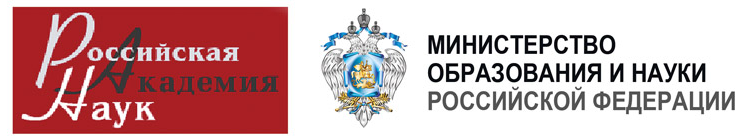 Российская
Академия
Наук
МИНИСТЕРСТВО
ОБРАЗОВАНИЯ И НАУКИ
РОССИЙСКОЙ ФЕДЕРАЦИИ